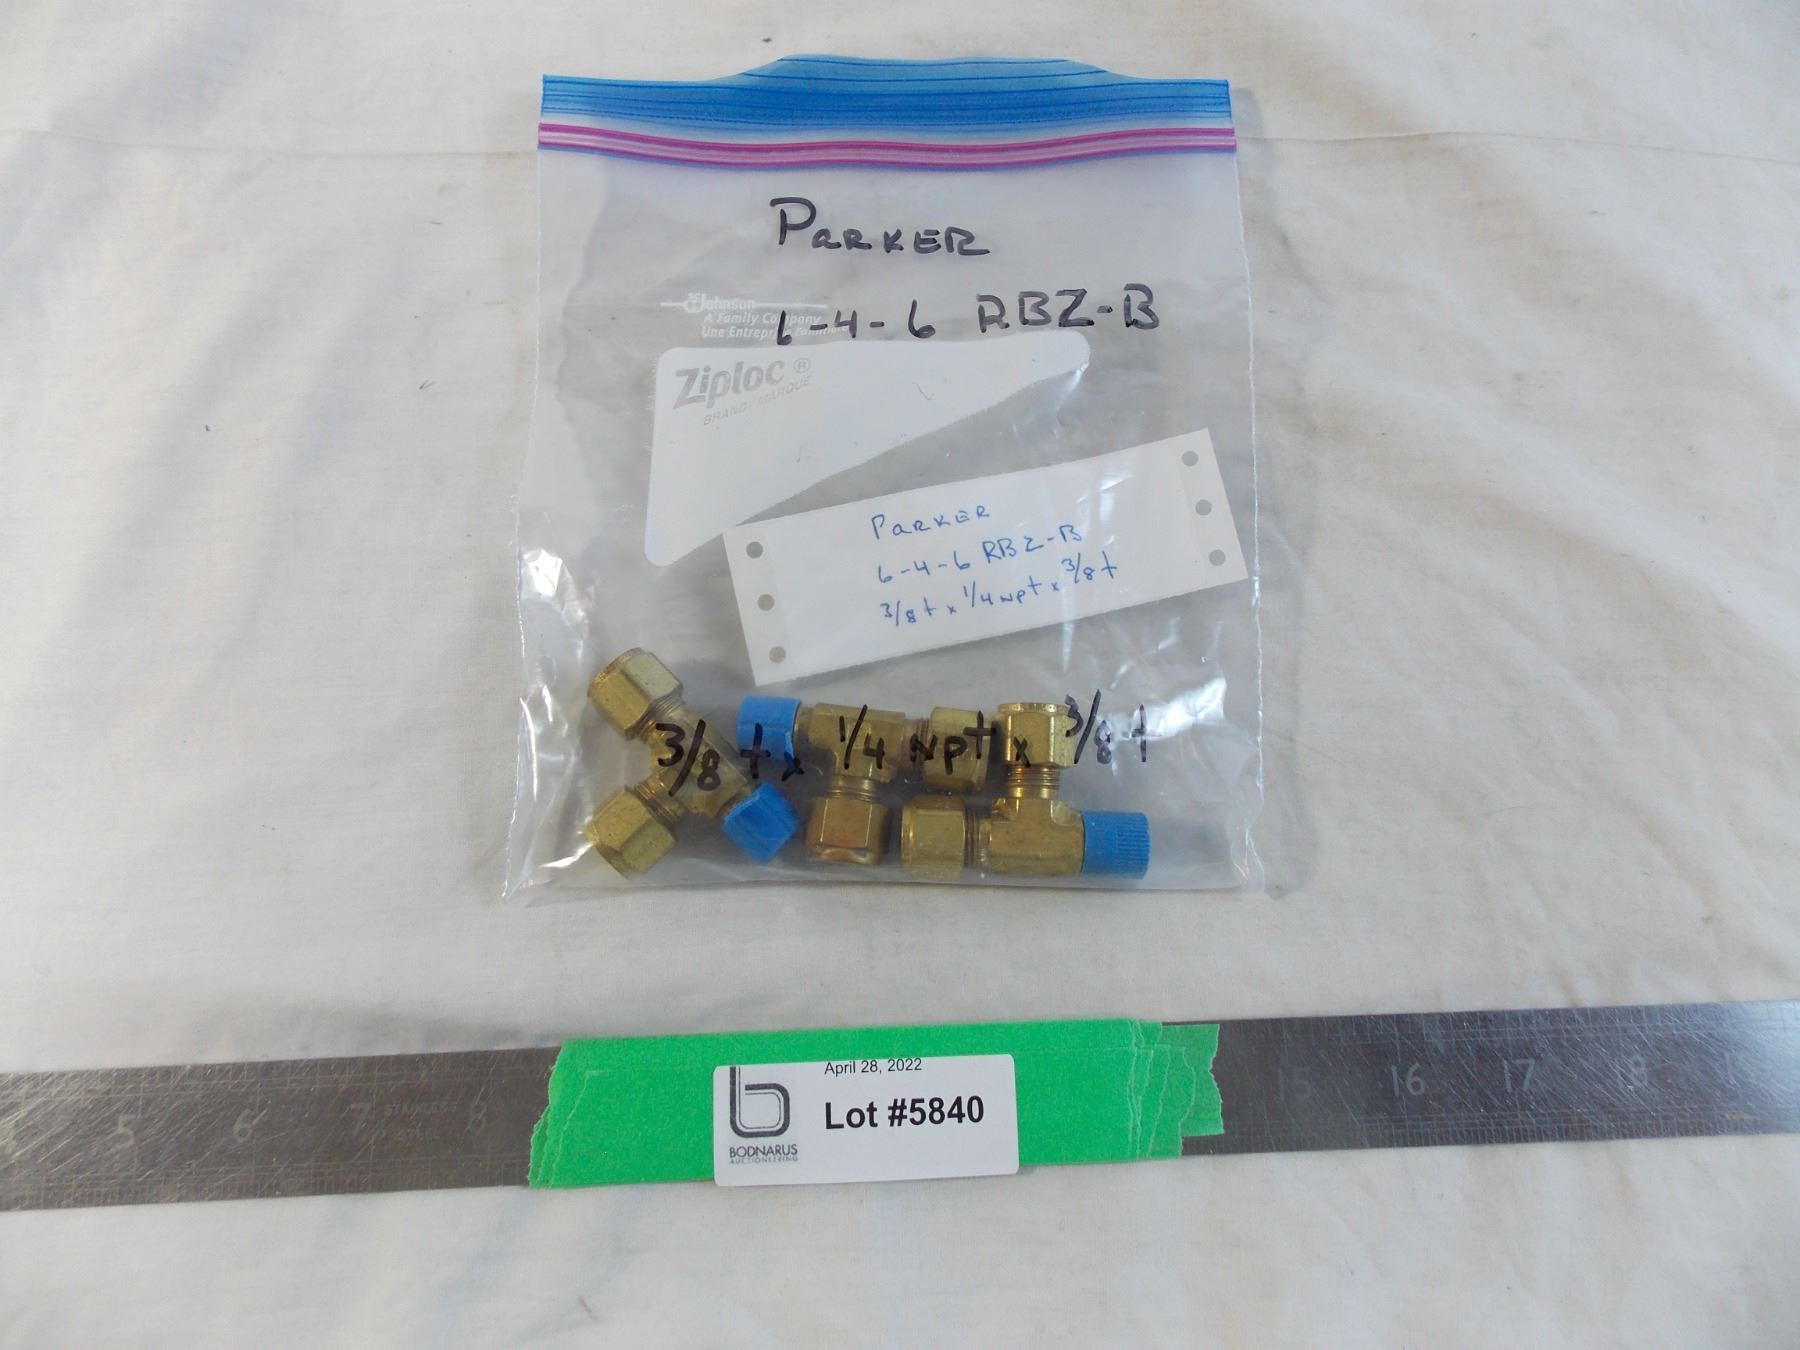 PARKER
Johnson
A Family Company
Une Entreprise Familiale
6-4-6 RBZ-B
Ziploc®
BRAND / MARQUE
PARKER
6-4-6 RBZ-B
3/8 t x 1/4 npt x 3/8 t
3/8 t x 1/4 npt x 3/8 t
5 6 7 8 15 16 17 18
STAINLESS
April 28, 2022
Lot #5840
BODNARUS
AUCTIONEERING